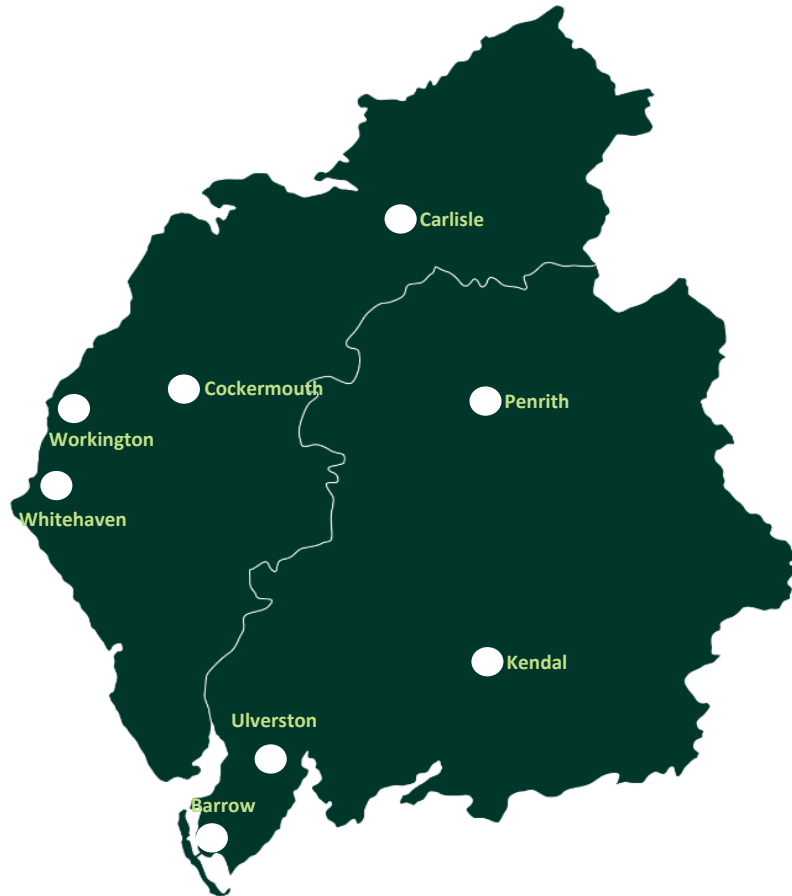 Carlisle
Cockermouth
Penrith
Workington
Whitehaven
Kendal
Ulverston
Barrow